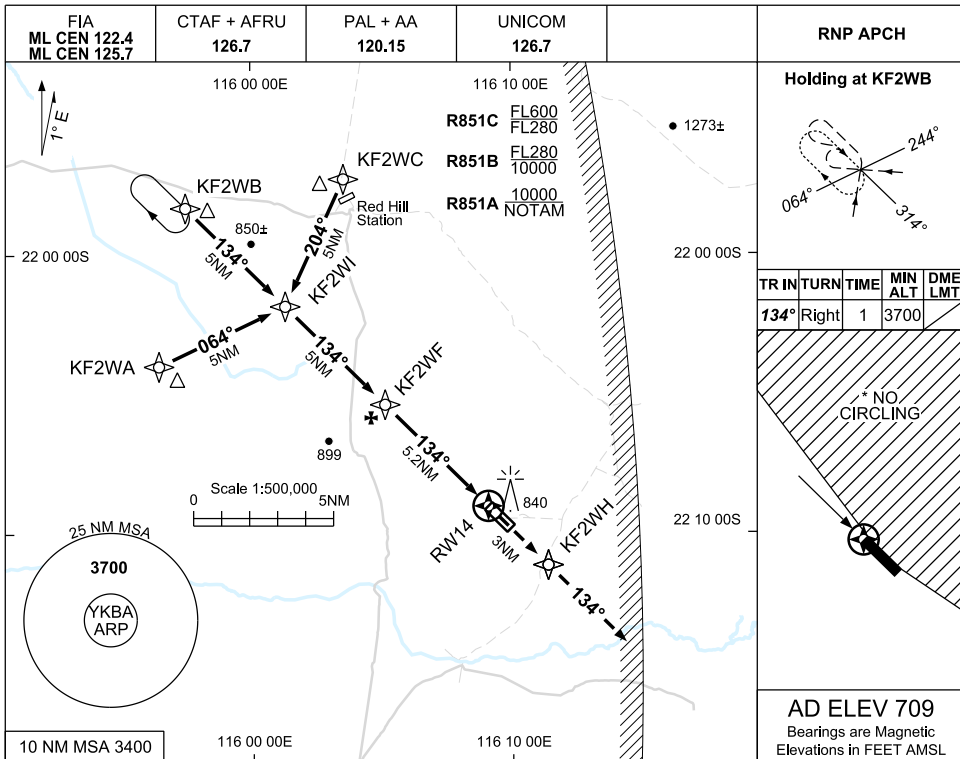 FIA
ML CEN 122.4
ML CEN 125.7
CTAF + AFRU
126.7
PAL + AA
120.15
UNICOM
126.7
RNP APCH
116 00 00E
116 10 00E
1° E
R851C FL600
FL280
R851B FL280
10000
R851A 10000
NOTAM
1273±
KF2WB
KF2WC
Red Hill
Station
850±
134°
5NM
204°
5NM
22 00 00S
22 00 00S
KF2WI
KF2WA
064°
5NM
134°
5NM
KF2WF
899
134°
5.2NM
Scale 1:500,000
0
5NM
840
RW14
3NM
KF2WH
134°
22 10 00S
25 NM MSA
3700
YKBA
ARP
10 NM MSA 3400
116 00 00E
116 10 00E
Holding at KF2WB
244°
064°
314°
TR IN TURN TIME MIN ALT DME LMT
134° Right 1 3700
* NO
CIRCLING
AD ELEV 709
Bearings are Magnetic
Elevations in FEET AMSL